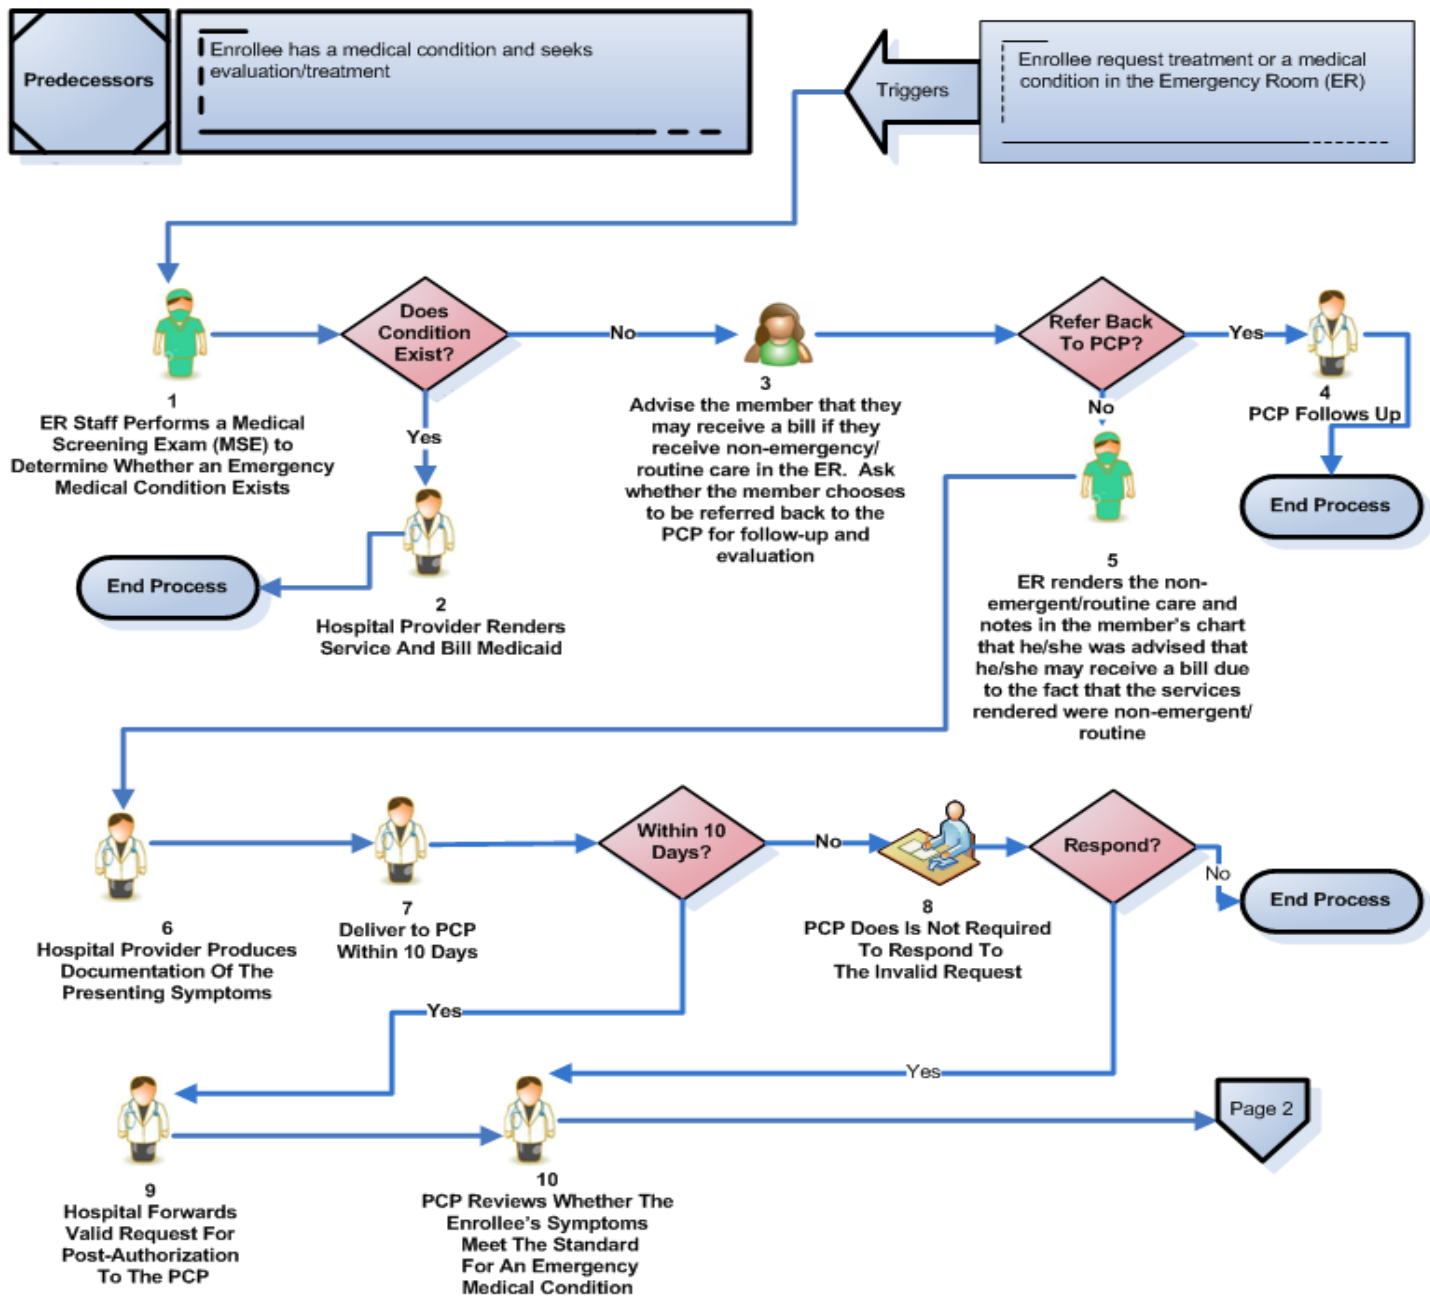 Predecessors
Enrollee has a medical condition and seeks
evaluation/treatment
Triggers
Enrollee request treatment or a medical
condition in the Emergency Room (ER)
1
ER Staff Performs a Medical
Screening Exam (MSE) to
Determine Whether an Emergency
Medical Condition Exists
Does
Condition
Exist?
No
Yes
2
Hospital Provider Renders
Service And Bill Medicaid
End Process
3
Advise the member that they
may receive a bill if they
receive non-emergency/
routine care in the ER.  Ask
whether the member chooses
to be referred back to the
PCP for follow-up and
evaluation
Refer Back
To PCP?
Yes
No
4
PCP Follows Up
End Process
5
ER renders the non-
emergent/routine care and
notes in the member's chart
that he/she was advised that
he/she may receive a bill due
to the fact that the services
rendered were non-emergent/
routine
6
Hospital Provider Produces
Documentation Of The
Presenting Symptoms
7
Deliver to PCP
Within 10 Days
Within 10
Days?
No
Yes
8
PCP Does Is Not Required
To Respond To
The Invalid Request
Respond?
No
End Process
Yes
9
Hospital Forwards
Valid Request For
Post-Authorization
To The PCP
10
PCP Reviews Whether The
Enrollee's Symptoms
Meet The Standard
For An Emergency
Medical Condition
Page 2